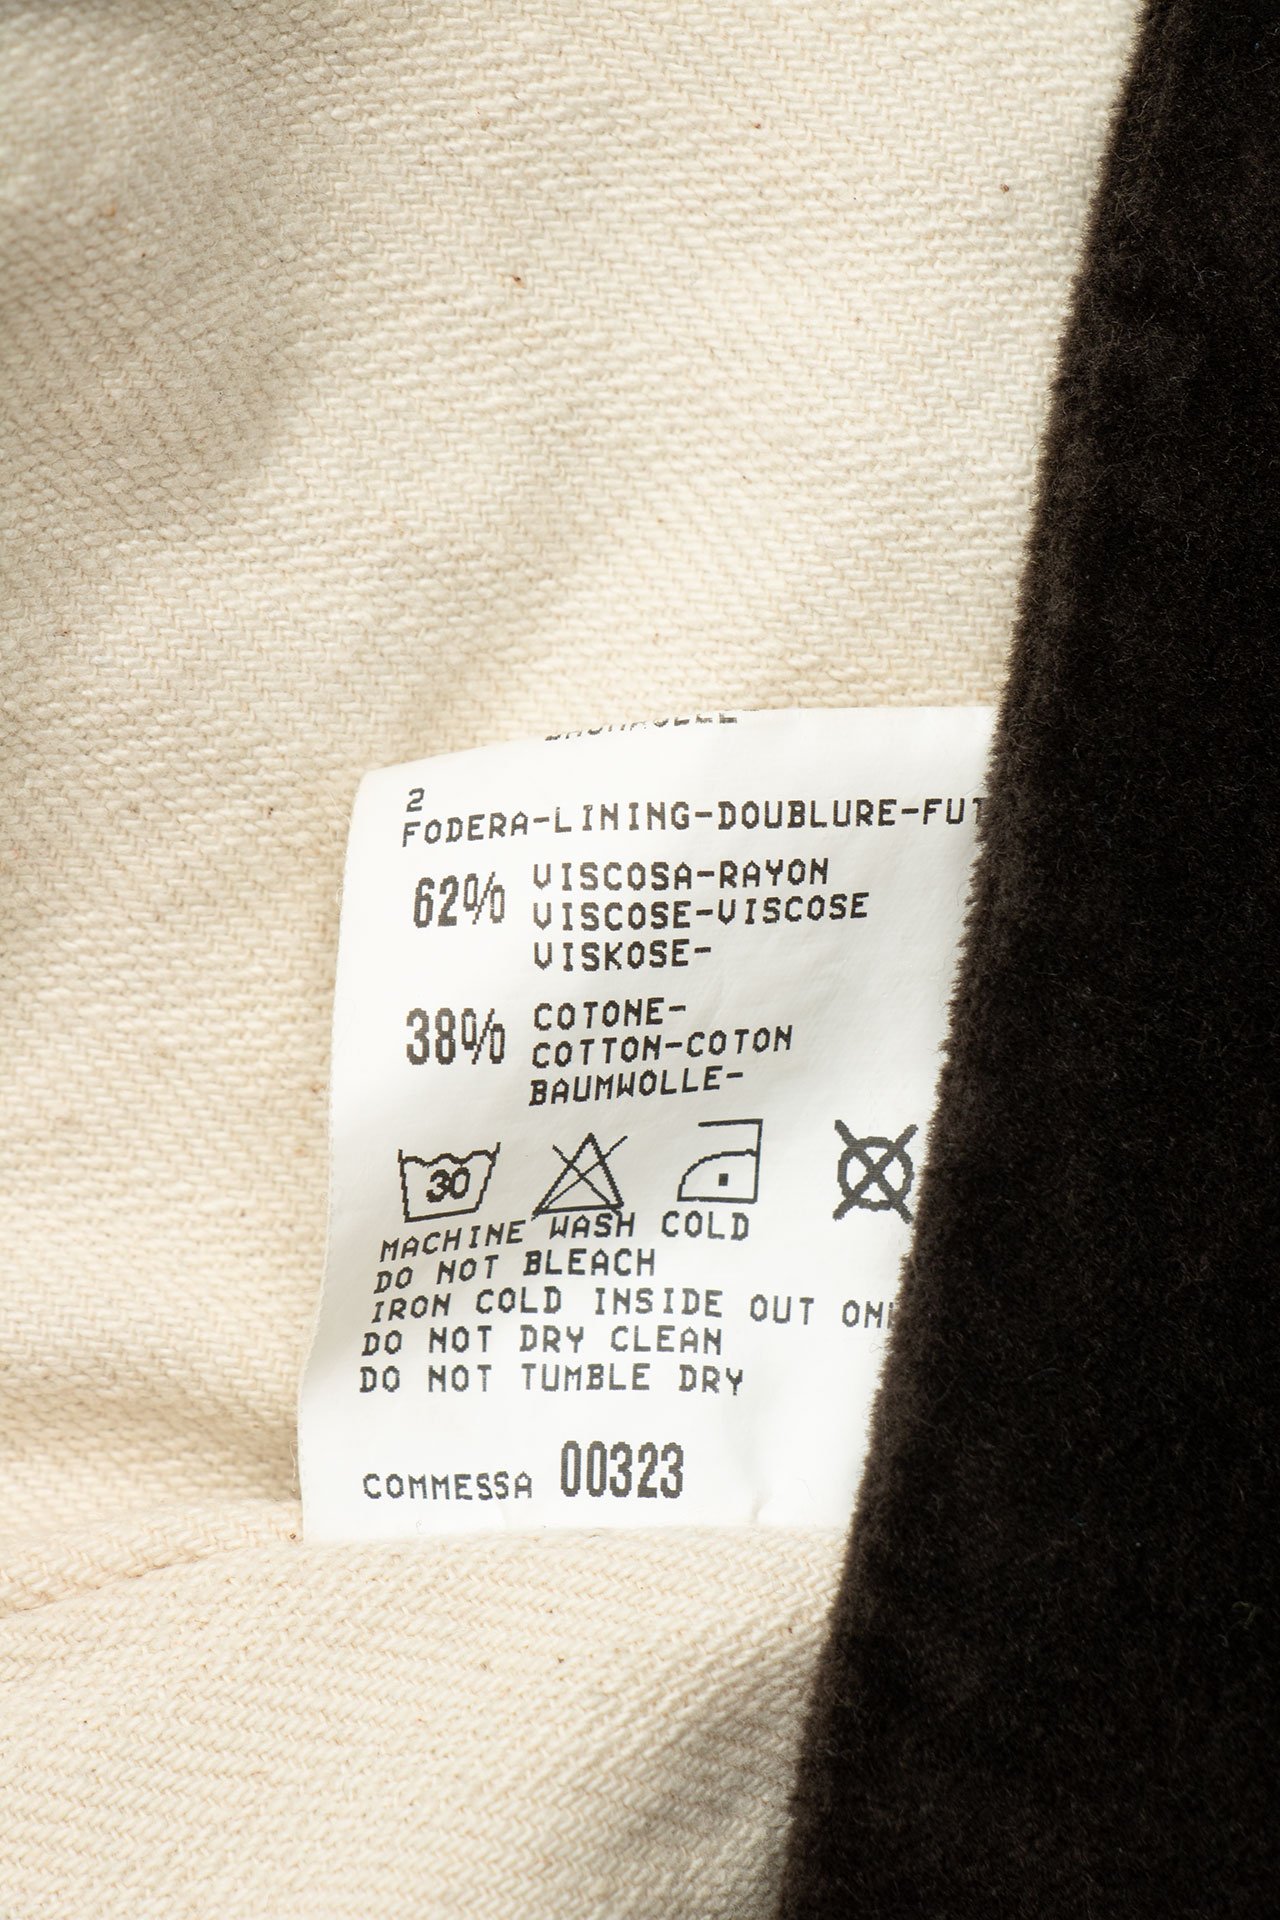 2
FODERA-LINING-DOUBLURE-FUT
62% VISCOSA-RAYON
VISCOSE-VISCOSE
VISKOSE-
38% COTONE-
COTTON-COTON
BAUMWOLLE-
30
MACHINE WASH COLD
DO NOT BLEACH
IRON COLD INSIDE OUT
DO NOT DRY CLEAN
DO NOT TUMBLE DRY
COMMESSA 00323